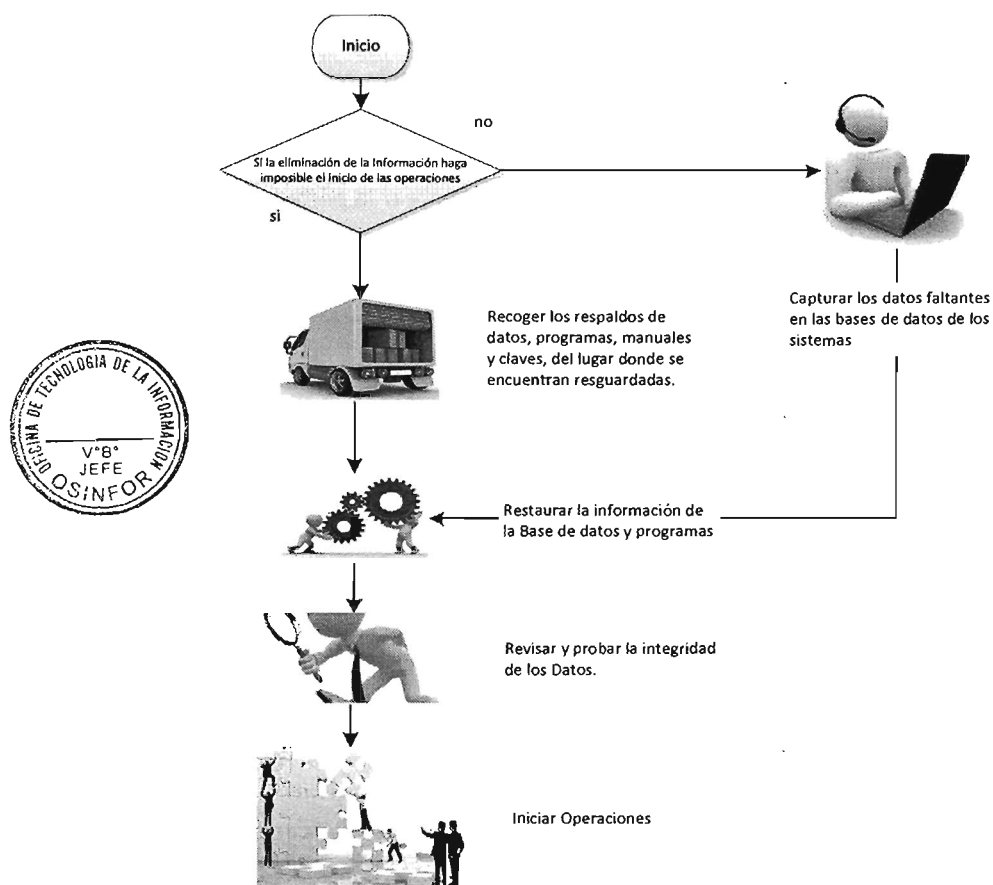 Inicio
no
Si la eliminación de la Información haga
imposible el inicio de las operaciones
si
Capturar los datos faltantes
en las bases de datos de los
sistemas
Recoger los respaldos de
datos, programas, manuales
y claves, del lugar donde se
encuentran resguardadas.
OFICINA DE TECNOLOGIA DE LA INFORMACION
V°B°
JEFE
OSINFOR
Restaurar la información de
la Base de datos y programas
Revisar y probar la integridad
de los Datos.
Iniciar Operaciones